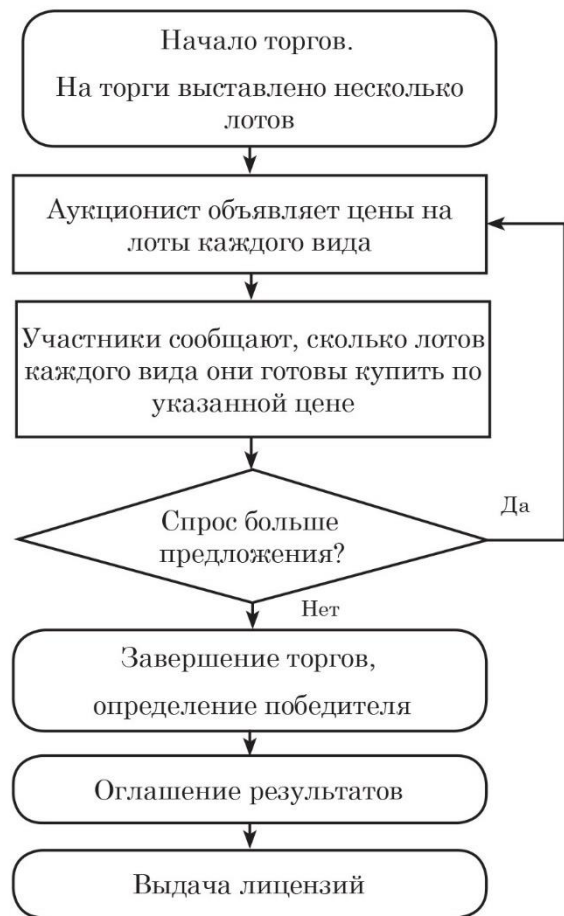 Начало торгов.
На торги выставлено несколько
лотов
Аукционист объявляет цены на
лоты каждого вида
Участники сообщают, сколько лотов
каждого вида они готовы купить по
указанной цене
Спрос больше
предложения?
Да
Нет
Завершение торгов,
определение победителя
Оглашение результатов
Выдача лицензий